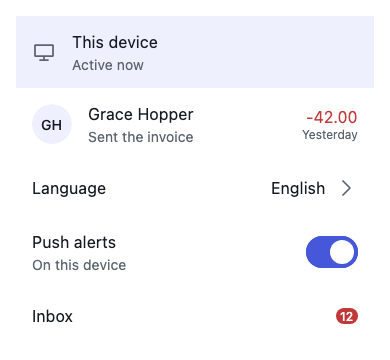 This device
Active now
GH
Grace Hopper
Sent the invoice
-42.00
Yesterday
Language
English
Push alerts
On this device
Inbox
12